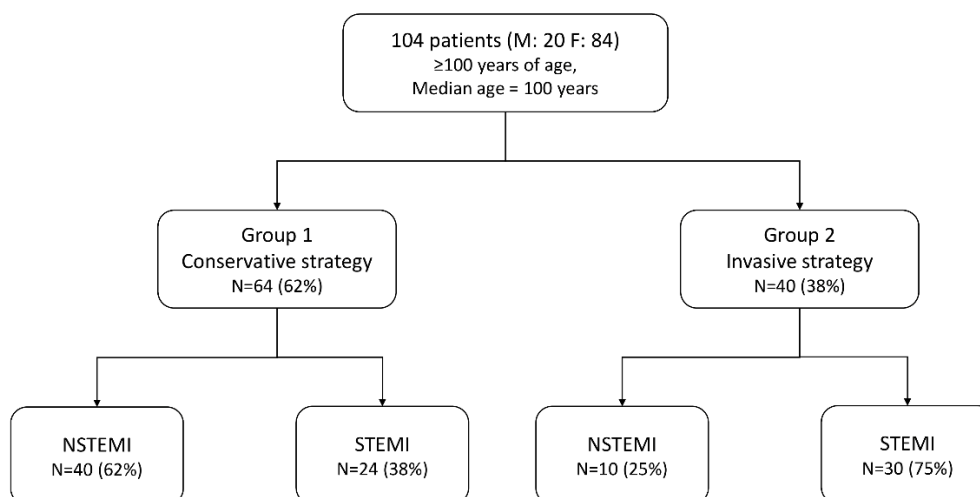 104 patients (M: 20 F: 84)
≥100 years of age,
Median age = 100 years
Group 1
Conservative strategy
N=64 (62%)
Group 2
Invasive strategy
N=40 (38%)
NSTEMI
N=40 (62%)
STEMI
N=24 (38%)
NSTEMI
N=10 (25%)
STEMI
N=30 (75%)